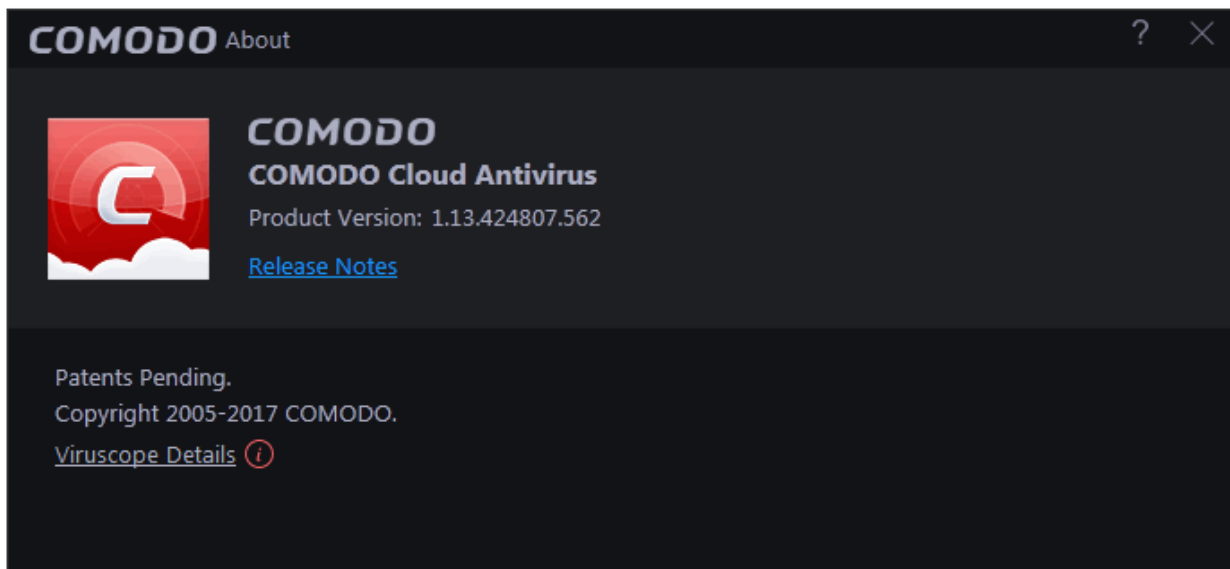 COMODO About ?
COMODO
COMODO Cloud Antivirus
Product Version: 1.13.424807.562
Release Notes
Patents Pending.
Copyright 2005-2017 COMODO.
Viruscope Details i